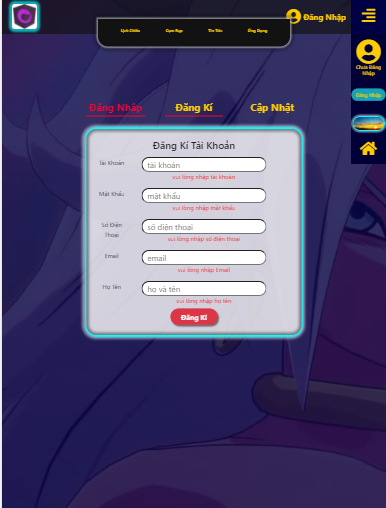 Lịch Chiếu
Cụm Rạp
Tin Tức
Ứng Dụng
Đăng Nhập
Chưa Đăng
Nhập
Đăng Nhập
Đăng Nhập
Đăng Kí
Cập Nhật
Đăng Kí Tài Khoản
Tài Khoản
tài khoản
vui lòng nhập tài khoản
Mật Khẩu
mật khẩu
vui lòng nhập mật khẩu
Số Điện
Thoại
số điện thoại
vui lòng nhập số điện thoại
Email
email
vui lòng nhập Email
Họ Tên
họ và tên
vui lòng nhập họ tên
Đăng Kí